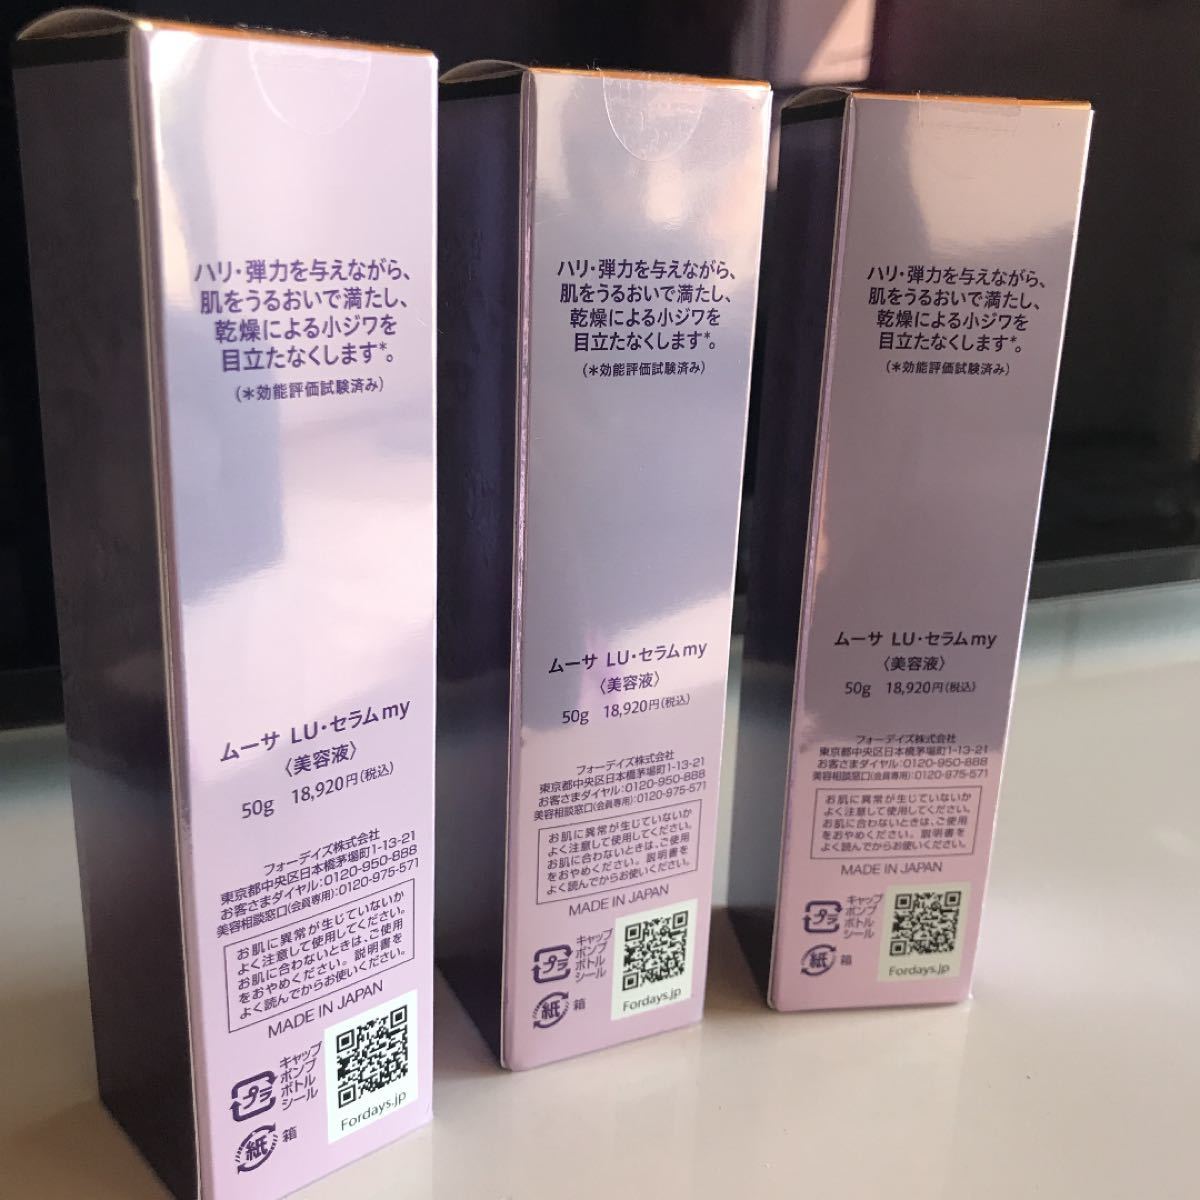 ハリ・弾力を与えながら、
肌をうるおいで満たし、
乾燥による小ジワを
目立たなくします*。
(*効能評価試験済み)
ムーサ LU・セラムmy
〈美容液〉
50g 18,920円(税込)
フォーデイズ株式会社
東京都中央区日本橋茅場町1-13-21
お客さまダイヤル:0120-950-888
美容相談窓口(会員専用):0120-975-571
お肌に異常が生じていないか
よく注意して使用してください。
お肌に合わないときは、ご使用
をおやめください。説明書を
よく読んでからお使いください。
MADE IN JAPAN
プラ
キャップ
ポンプ
ボトル
シール
紙 箱
Fordays.jp
ハリ・弾力を与えながら、
肌をうるおいで満たし、
乾燥による小ジワを
目立たなくします*。
(*効能評価試験済み)
ムーサ LU・セラムmy
〈美容液〉
50g 18,920円(税込)
フォーデイズ株式会社
東京都中央区日本橋茅場町1-13-21
お客さまダイヤル:0120-950-888
美容相談窓口(会員専用):0120-975-571
お肌に異常が生じていないか
よく注意して使用してください。
お肌に合わないときは、ご使用
をおやめください。説明書を
よく読んでからお使いください。
MADE IN JAPAN
プラ
キャップ
ポンプ
ボトル
シール
紙 箱
Fordays.jp
ハリ・弾力を与えながら、
肌をうるおいで満たし、
乾燥による小ジワを
目立たなくします*。
(*効能評価試験済み)
ムーサ LU・セラムmy
〈美容液〉
50g 18,920円(税込)
フォーデイズ株式会社
東京都中央区日本橋茅場町1-13-21
お客さまダイヤル:0120-950-888
美容相談窓口(会員専用):0120-975-571
お肌に異常が生じていないか
よく注意して使用してください。
お肌に合わないときは、ご使用
をおやめください。説明書を
よく読んでからお使いください。
MADE IN JAPAN
プラ
キャップ
ポンプ
ボトル
シール
紙 箱
Fordays.jp